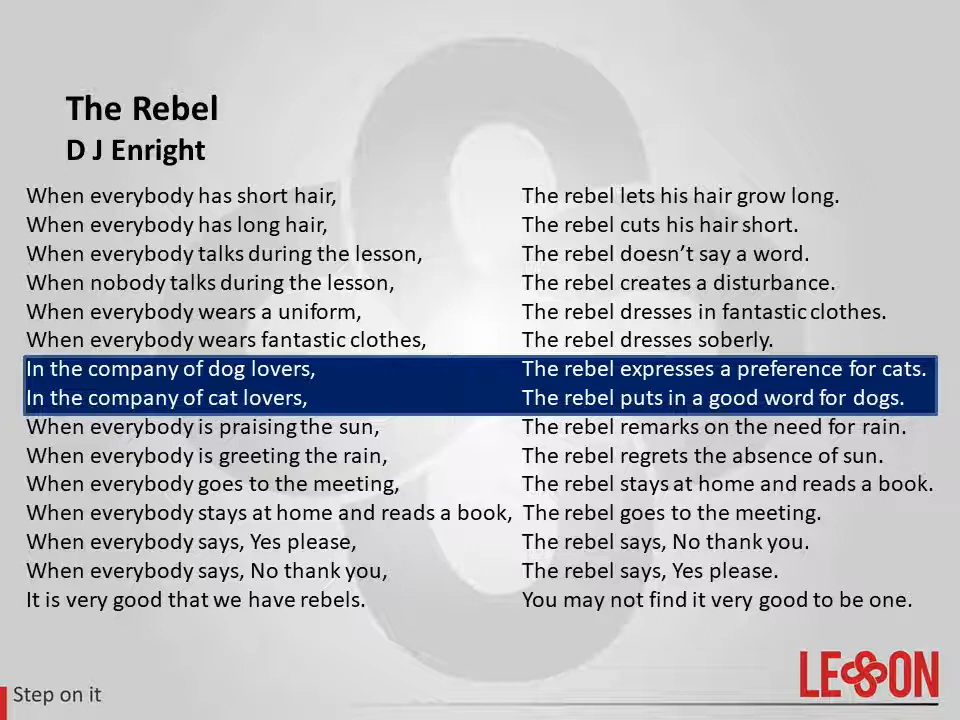 The Rebel
D J Enright
When everybody has short hair, The rebel lets his hair grow long.
When everybody has long hair, The rebel cuts his hair short.
When everybody talks during the lesson, The rebel doesn’t say a word.
When nobody talks during the lesson, The rebel creates a disturbance.
When everybody wears a uniform, The rebel dresses in fantastic clothes.
When everybody wears fantastic clothes, The rebel dresses soberly.
In the company of dog lovers, The rebel expresses a preference for cats.
In the company of cat lovers, The rebel puts in a good word for dogs.
When everybody is praising the sun, The rebel remarks on the need for rain.
When everybody is greeting the rain, The rebel regrets the absence of sun.
When everybody goes to the meeting, The rebel stays at home and reads a book.
When everybody stays at home and reads a book, The rebel goes to the meeting.
When everybody says, Yes please, The rebel says, No thank you.
When everybody says, No thank you, The rebel says, Yes please.
It is very good that we have rebels. You may not find it very good to be one.
Step on it
LESSON